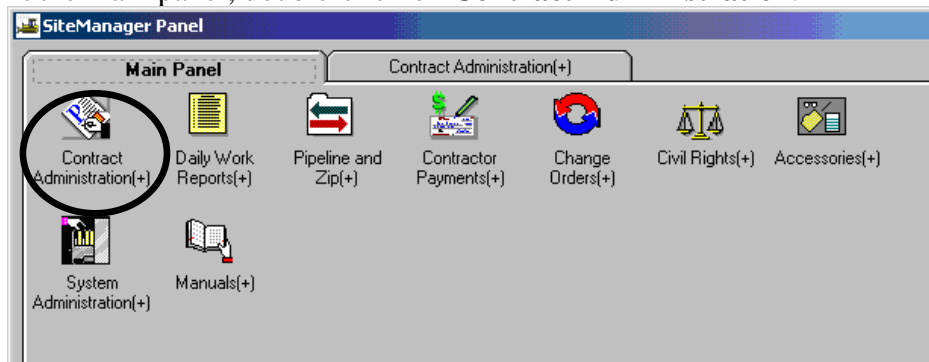 SiteManager Panel
Main Panel
Contract Administration(+)
Contract Administration(+)
Daily Work Reports(+)
Pipeline and Zip(+)
Contractor Payments(+)
Change Orders(+)
Civil Rights(+)
Accessories(+)
System Administration(+)
Manuals(+)